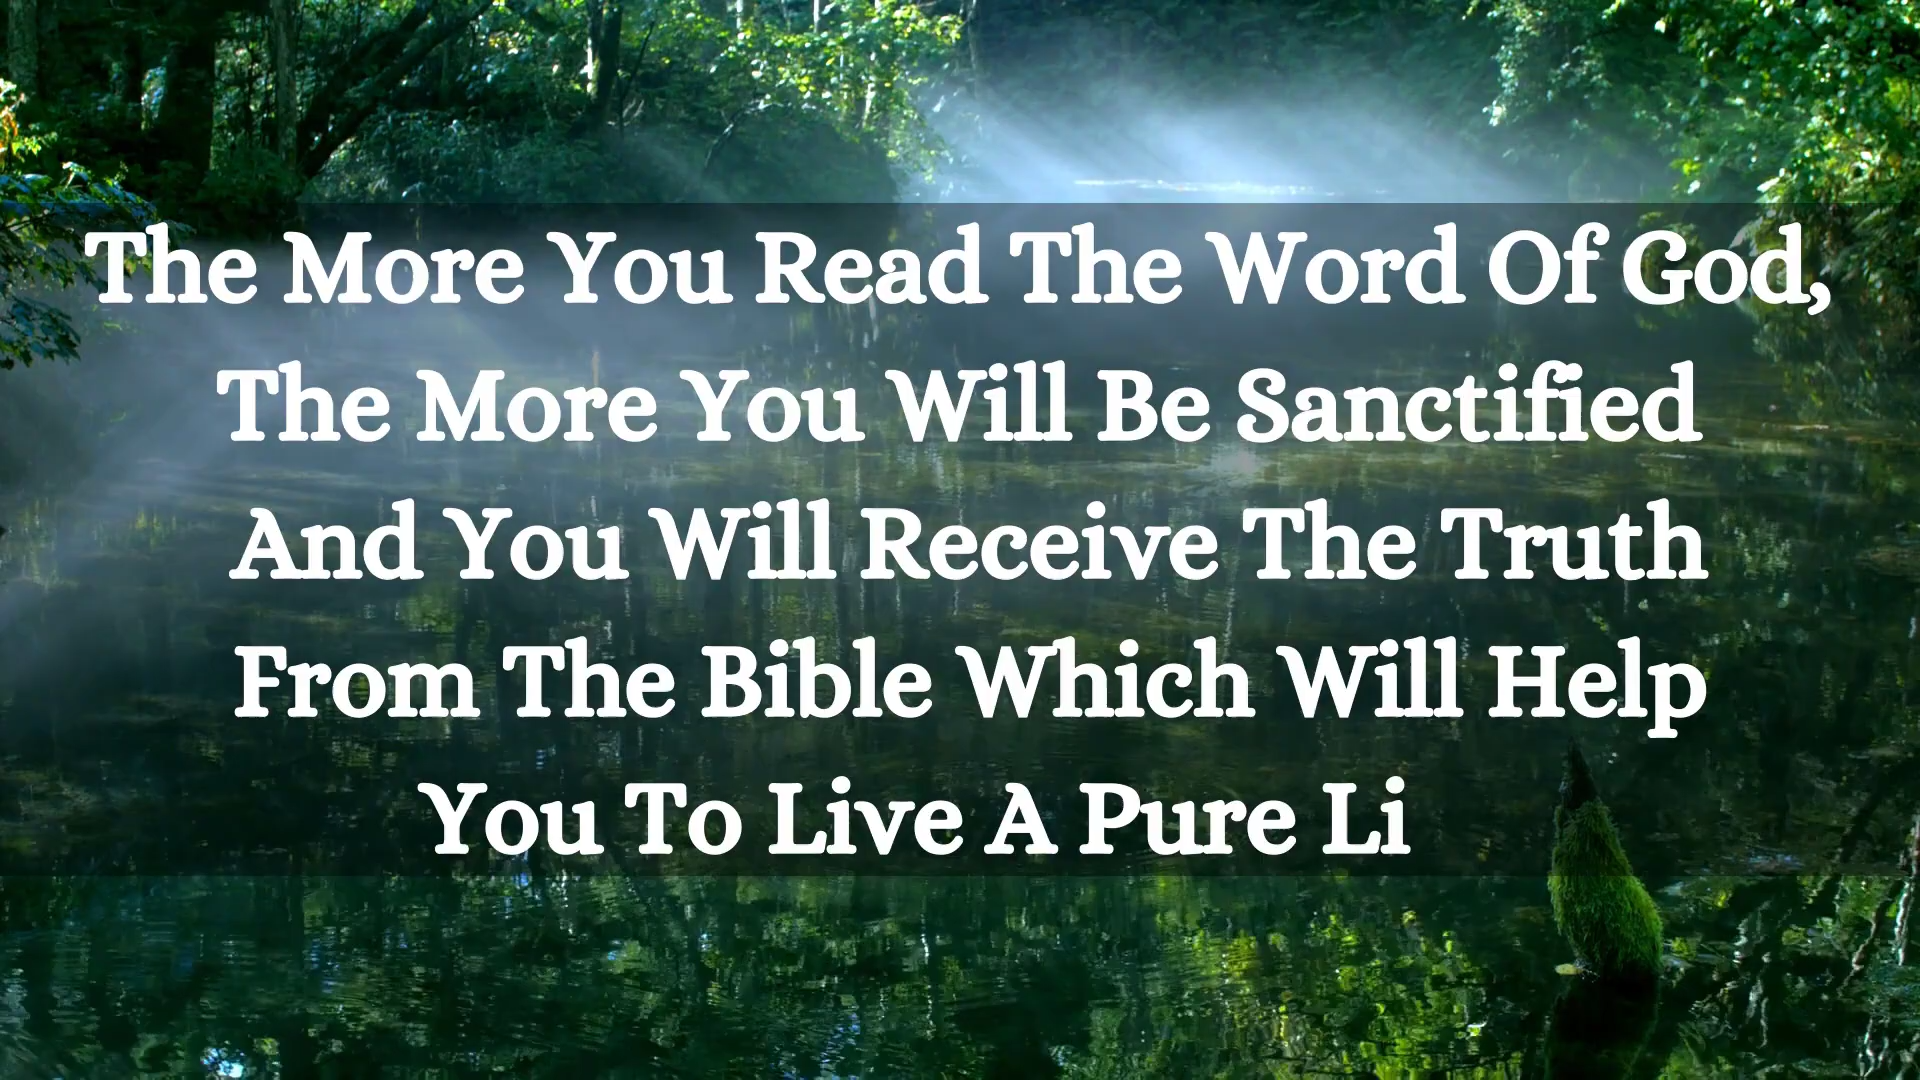 The More You Read The Word Of God,
The More You Will Be Sanctified
And You Will Receive The Truth
From The Bible Which Will Help
You To Live A Pure Li